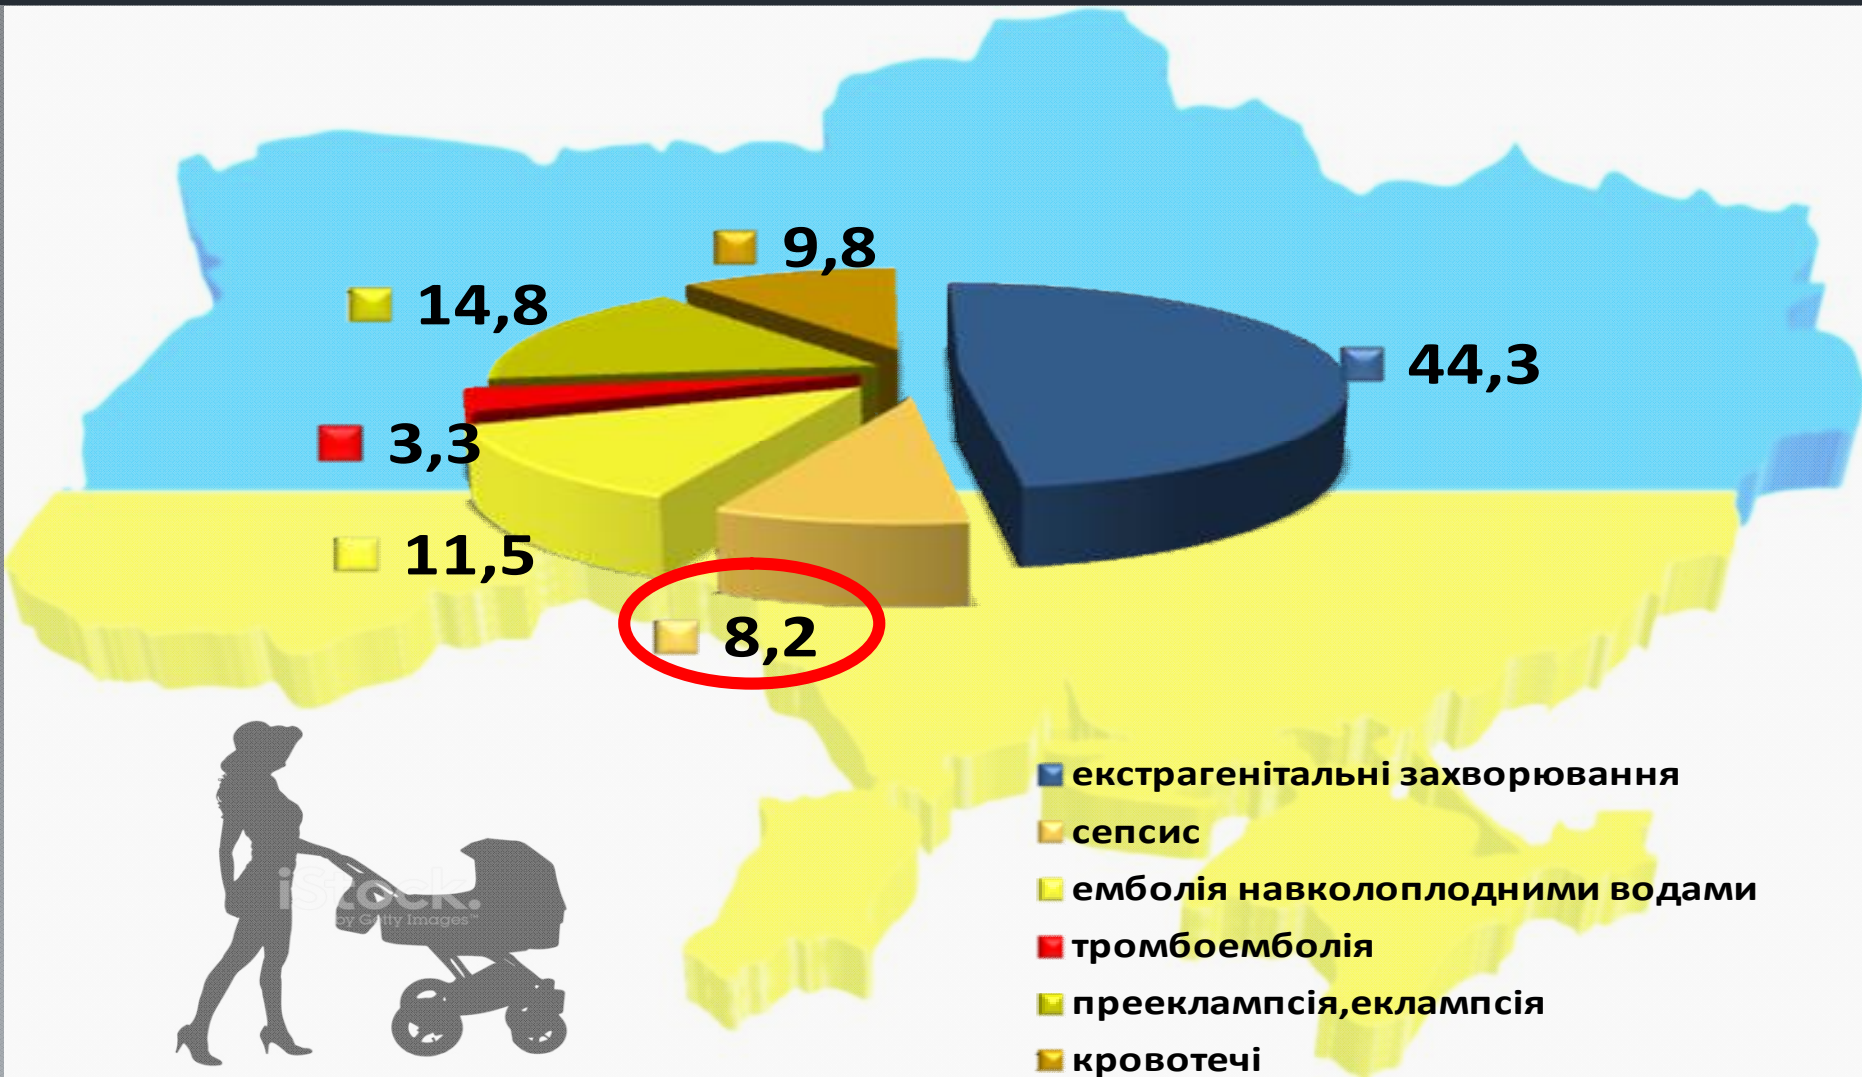 9,8
14,8
44,3
3,3
11,5
8,2
екстрагенітальні захворювання
сепсис
емболія навколоплодними водами
тромбоемболія
прееклампсія,еклампсія
кровотечі
iStock.
by Getty Images™